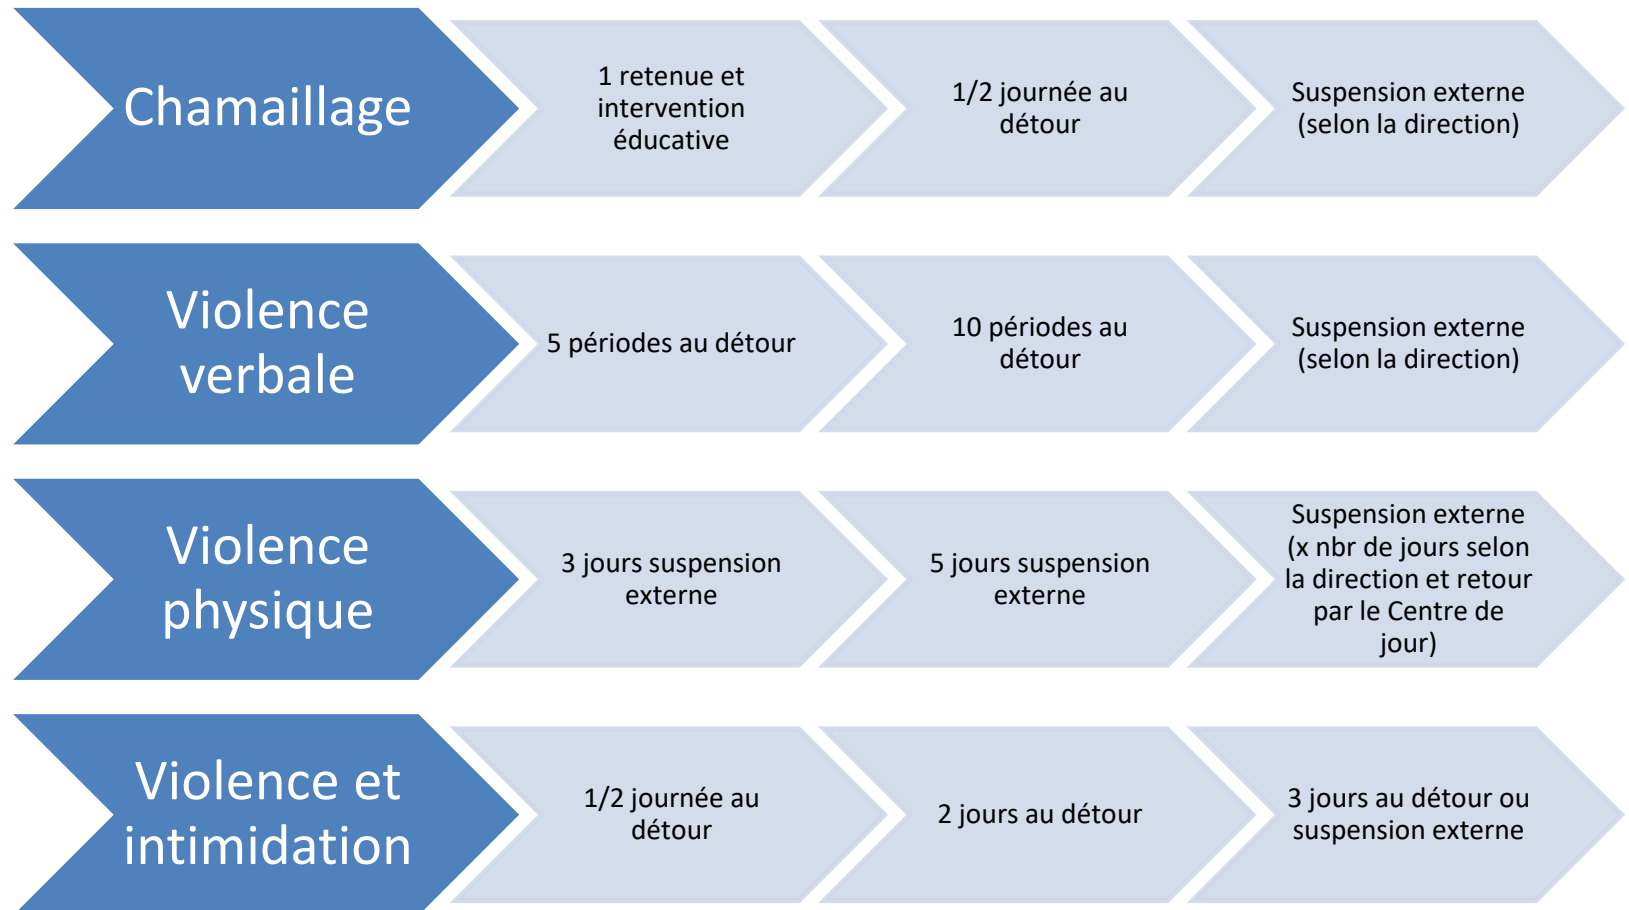 Chamaillage
1 retenue et
intervention
éducative
1/2 journée au
détour
Suspension externe
(selon la direction)
Violence
verbale
5 périodes au détour
10 périodes au
détour
Suspension externe
(selon la direction)
Violence
physique
3 jours suspension
externe
5 jours suspension
externe
Suspension externe
(x nbr de jours selon
la direction et retour
par le Centre de
jour)
Violence et
intimidation
1/2 journée au
détour
2 jours au détour
3 jours au détour ou
suspension externe